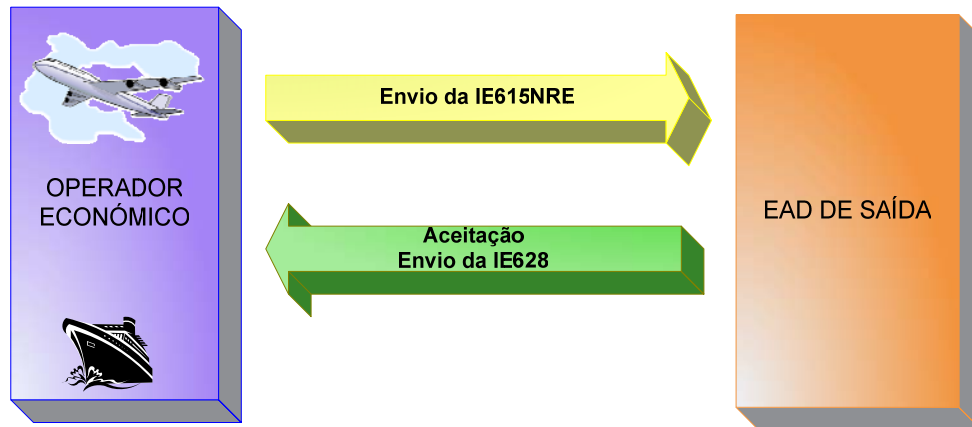 OPERADOR
ECONÓMICO
Envio da IE615NRE
Aceitação
Envio da IE628
EAD DE SAÍDA